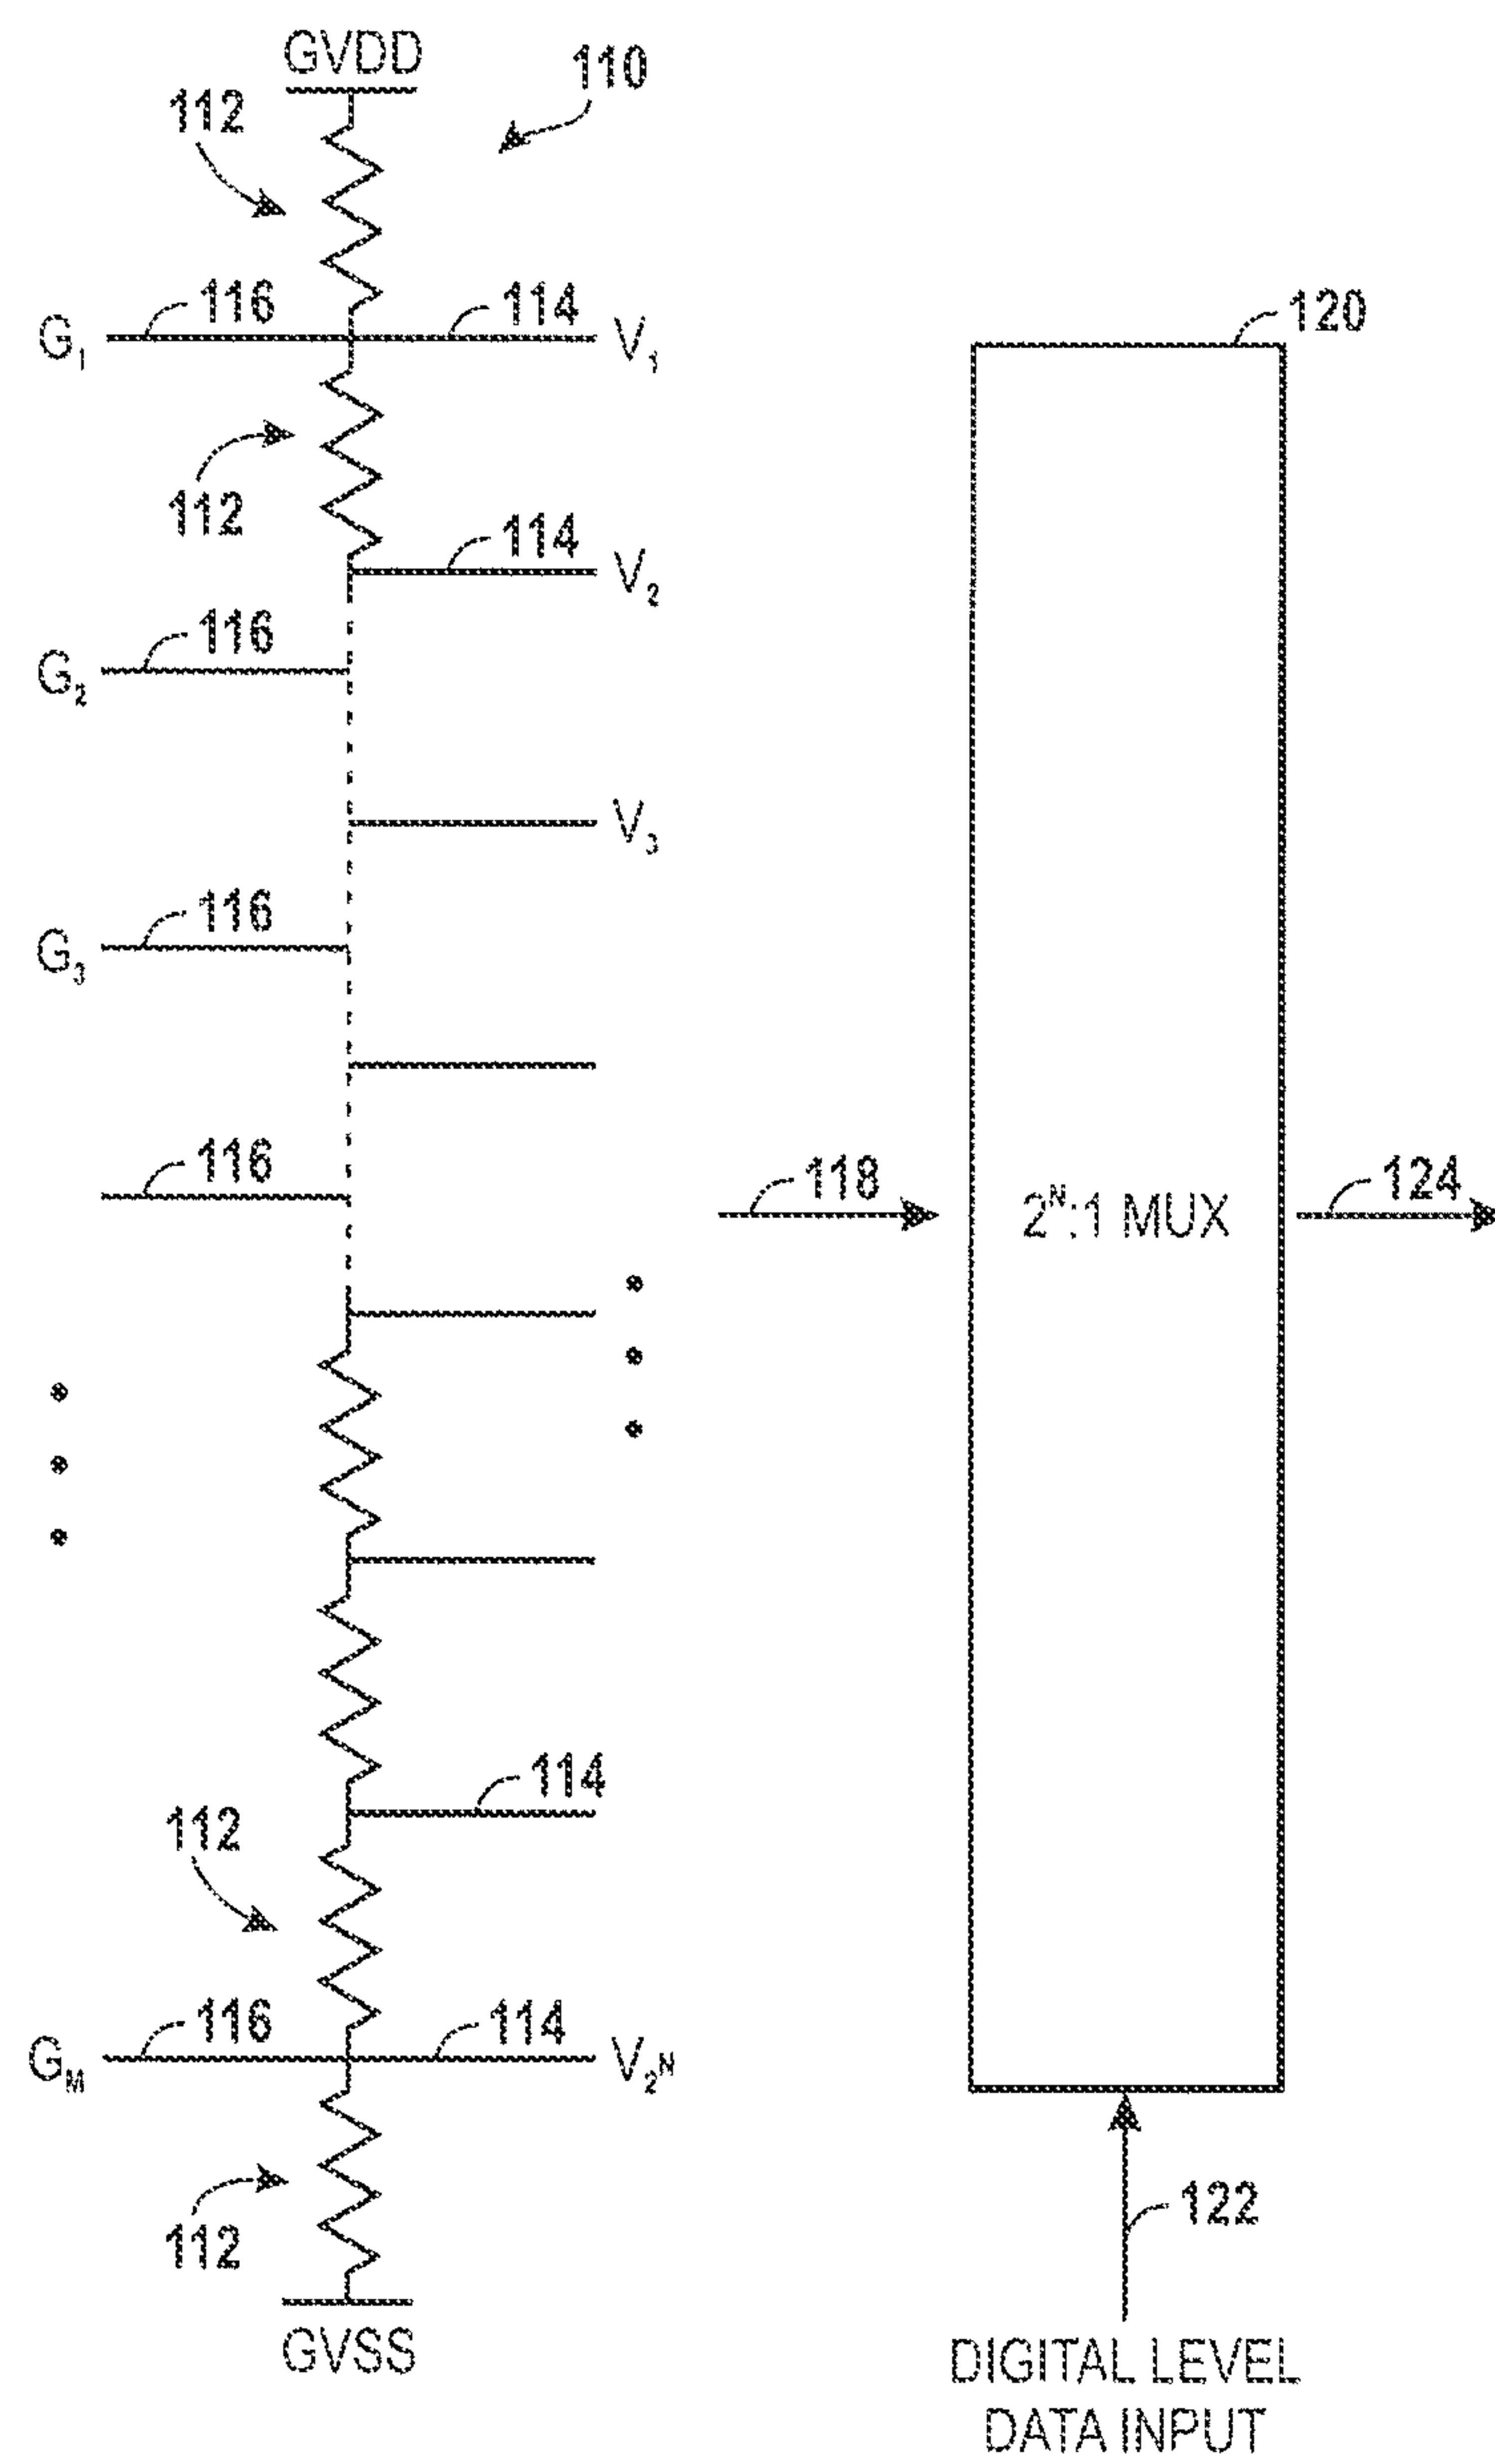 GVDD
110
112
116
114
G₁
V₁
120
112
114
V₂
116
G₂
V₃
116
G₃
116
118
2ᴺ:1 MUX
124
114
112
116
114
G_M
V₂ᴺ
122
112
GVSS
DIGITAL LEVEL
DATA INPUT